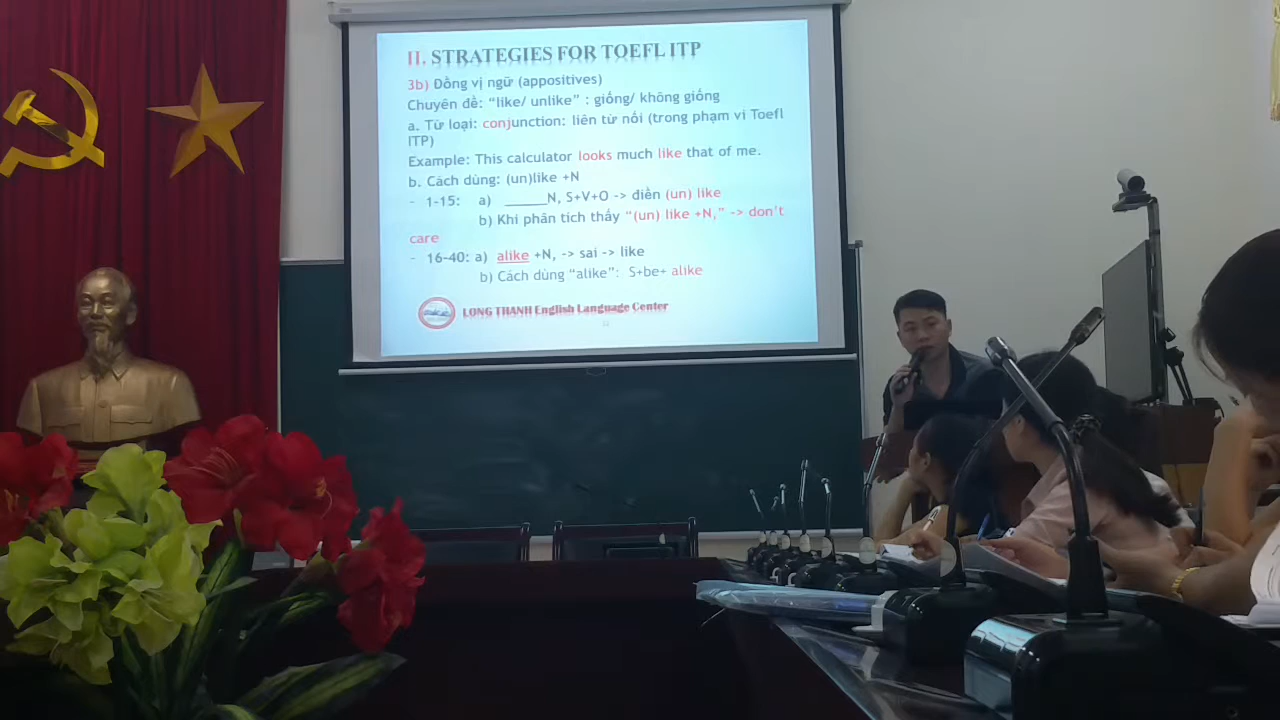 II. STRATEGIES FOR TOEFL ITP
3b) Đồng vị ngữ (appositives)
Chuyên đề: “like/ unlike” : giống/ không giống
a. Từ loại: conjunction: liên từ nối (trong phạm vi Toefl
ITP)
Example: This calculator looks much like that of me.
b. Cách dùng: (un)like +N
- 1-15: a) ______N, S+V+O -> điền (un) like
b) Khi phân tích thấy “(un) like +N,” -> don't
care
- 16-40: a) alike +N, -> sai -> like
b) Cách dùng “alike”: S+be+ alike
LONG THANH English Language Center